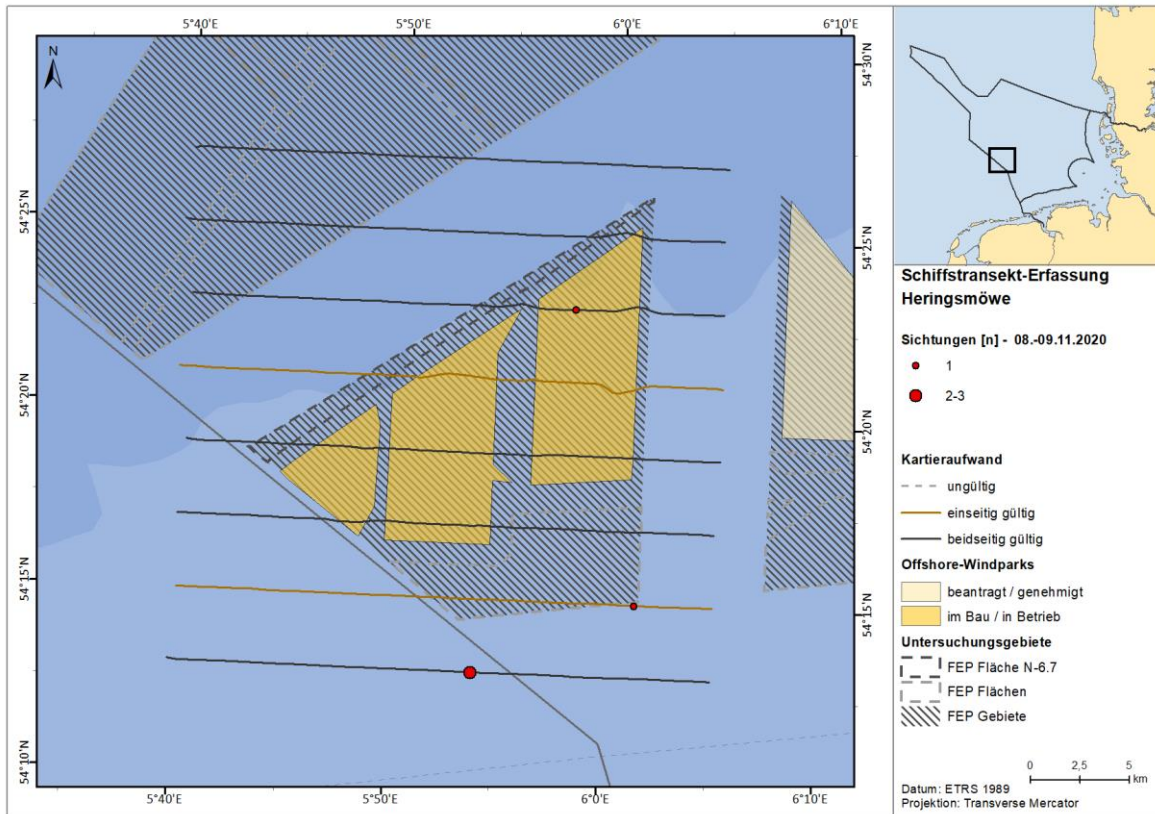 5°40'E
5°50'E
6°0'E
6°10'E
N
54°30'N
54°25'N
54°25'N
54°20'N
54°20'N
54°15'N
54°15'N
54°10'N
5°40'E
5°50'E
6°0'E
6°10'E
Schiffstransekt-Erfassung
Heringsmöwe
Sichtungen [n] - 08.-09.11.2020
1
2-3
Kartieraufwand
ungültig
einseitig gültig
beidseitig gültig
Offshore-Windparks
beantragt / genehmigt
im Bau / in Betrieb
Untersuchungsgebiete
FEP Fläche N-6.7
FEP Flächen
FEP Gebiete
0 2,5 5
km
Datum: ETRS 1989
Projektion: Transverse Mercator